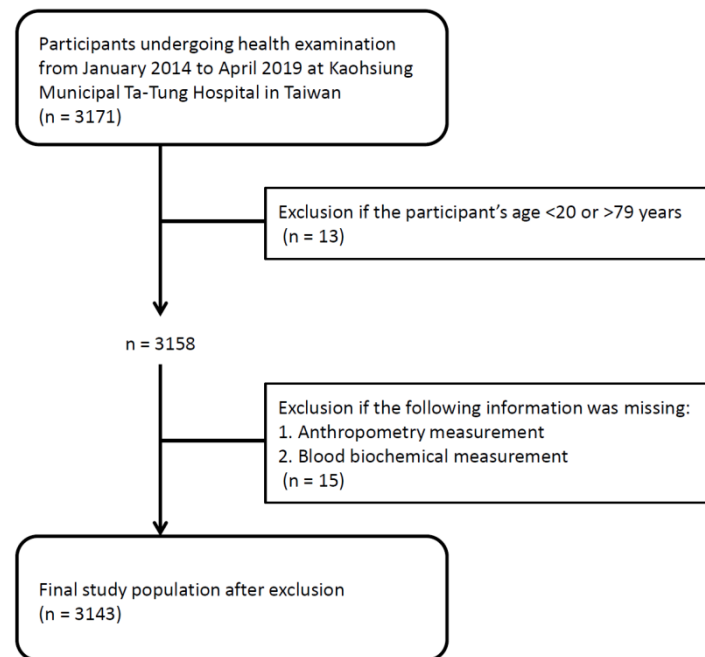 Participants undergoing health examination
from January 2014 to April 2019 at Kaohsiung
Municipal Ta-Tung Hospital in Taiwan
(n = 3171)
Exclusion if the participant’s age <20 or >79 years
(n = 13)
n = 3158
Exclusion if the following information was missing:
1. Anthropometry measurement
2. Blood biochemical measurement
(n = 15)
Final study population after exclusion
(n = 3143)